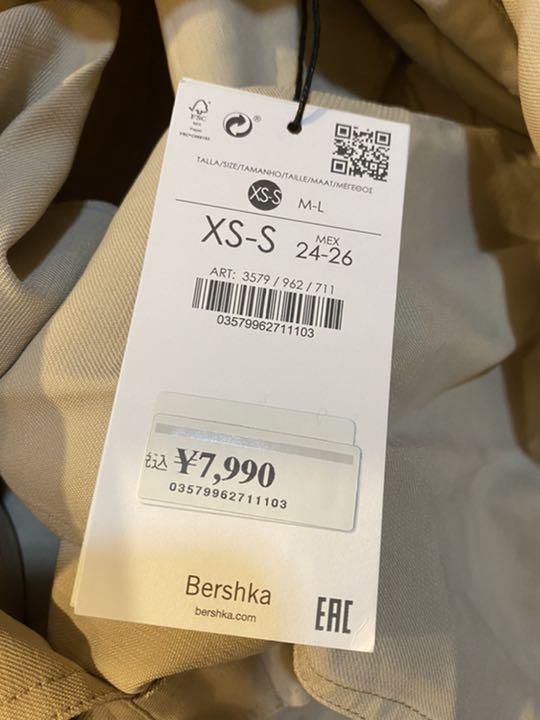 FSC
TALLA/SIZE/TAMANHO/TAILLE/MAAT/ΜΕΓΕΘΟΣ
XS-S M-L
XS-S MEX 24-26
ART: 3579 / 962 / 711
03579962711103
税込 ¥7,990
03579962711103
Bershka
bershka.com
EAC